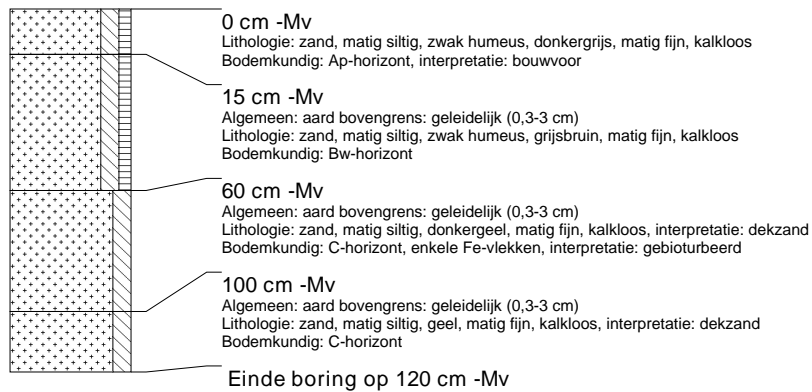 0 cm -Mv
Lithologie: zand, matig siltig, zwak humeus, donkergrijs, matig fijn, kalkloos
Bodemkundig: Ap-horizont, interpretatie: bouwvoor
15 cm -Mv
Algemeen: aard bovengrens: geleidelijk (0,3-3 cm)
Lithologie: zand, matig siltig, zwak humeus, grijsbruin, matig fijn, kalkloos
Bodemkundig: Bw-horizont
60 cm -Mv
Algemeen: aard bovengrens: geleidelijk (0,3-3 cm)
Lithologie: zand, matig siltig, donkergeel, matig fijn, kalkloos, interpretatie: dekzand
Bodemkundig: C-horizont, enkele Fe-vlekken, interpretatie: gebioturbeerd
100 cm -Mv
Algemeen: aard bovengrens: geleidelijk (0,3-3 cm)
Lithologie: zand, matig siltig, geel, matig fijn, kalkloos, interpretatie: dekzand
Bodemkundig: C-horizont
Einde boring op 120 cm -Mv